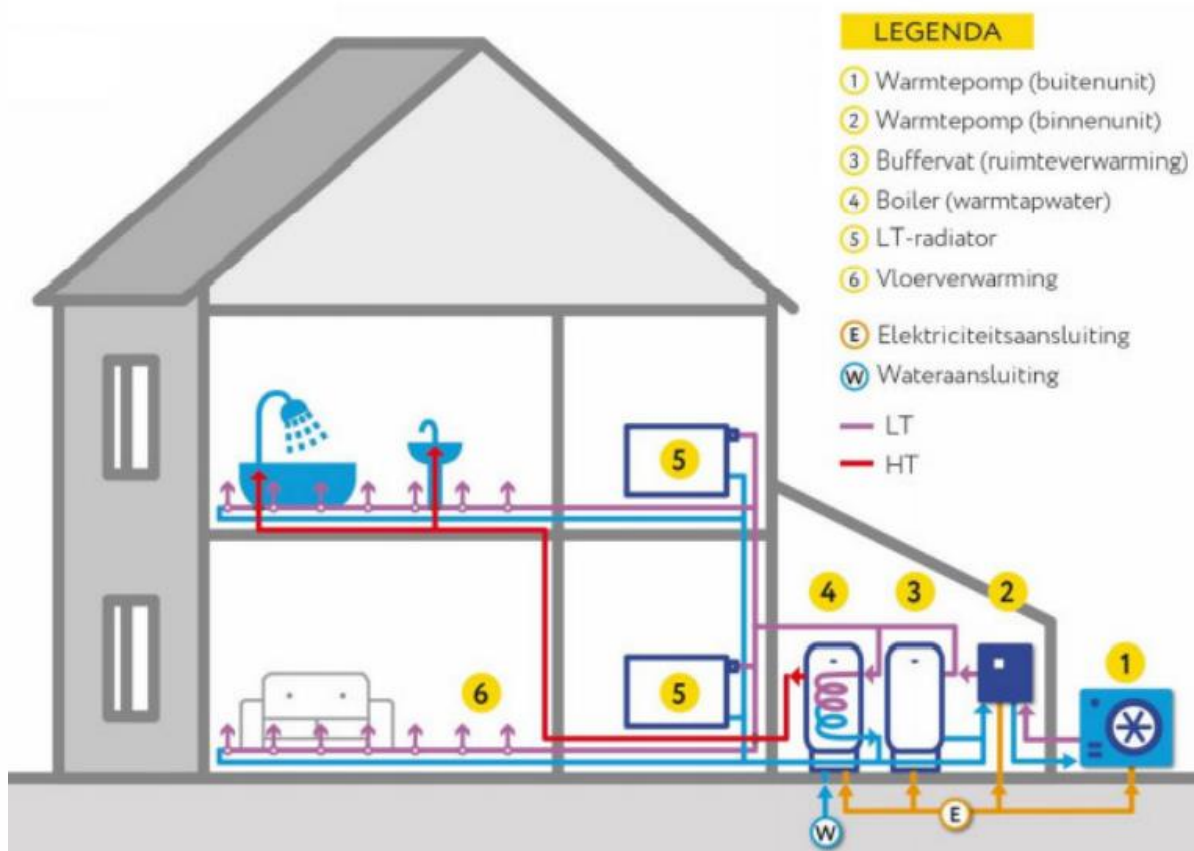 LEGENDA
1 Warmtepomp (buitenunit)
2 Warmtepomp (binnenunit)
3 Buffervat (ruimteverwarming)
4 Boiler (warmtapwater)
5 LT-radiator
6 Vloerverwarming
E Elektriciteitsaansluiting
W Wateraansluiting
LT
HT
5
4
3
2
1
6
5
E
W